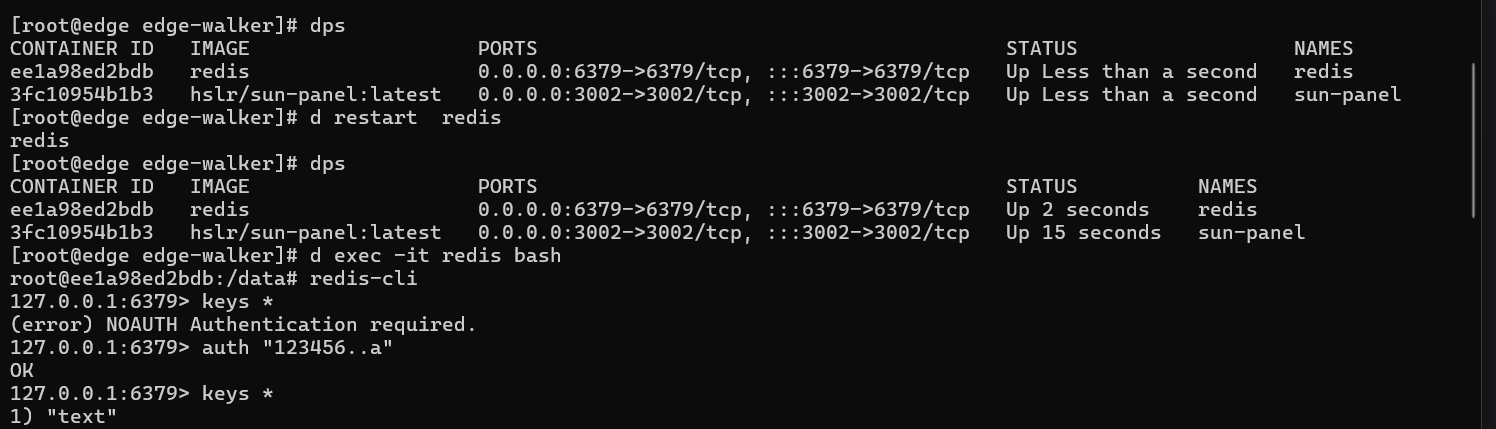 [root@edge edge-walker]# dps
CONTAINER ID   IMAGE                   PORTS                                       STATUS                  NAMES
ee1a98ed2bdb   redis                   0.0.0.0:6379->6379/tcp, :::6379->6379/tcp   Up Less than a second   redis
3fc10954b1b3   hslr/sun-panel:latest   0.0.0.0:3002->3002/tcp, :::3002->3002/tcp   Up Less than a second   sun-panel
[root@edge edge-walker]# d restart  redis
redis
[root@edge edge-walker]# dps
CONTAINER ID   IMAGE                   PORTS                                       STATUS          NAMES
ee1a98ed2bdb   redis                   0.0.0.0:6379->6379/tcp, :::6379->6379/tcp   Up 2 seconds    redis
3fc10954b1b3   hslr/sun-panel:latest   0.0.0.0:3002->3002/tcp, :::3002->3002/tcp   Up 15 seconds   sun-panel
[root@edge edge-walker]# d exec -it redis bash
root@ee1a98ed2bdb:/data# redis-cli
127.0.0.1:6379> keys *
(error) NOAUTH Authentication required.
127.0.0.1:6379> auth "123456..a"
OK
127.0.0.1:6379> keys *
1) "text"